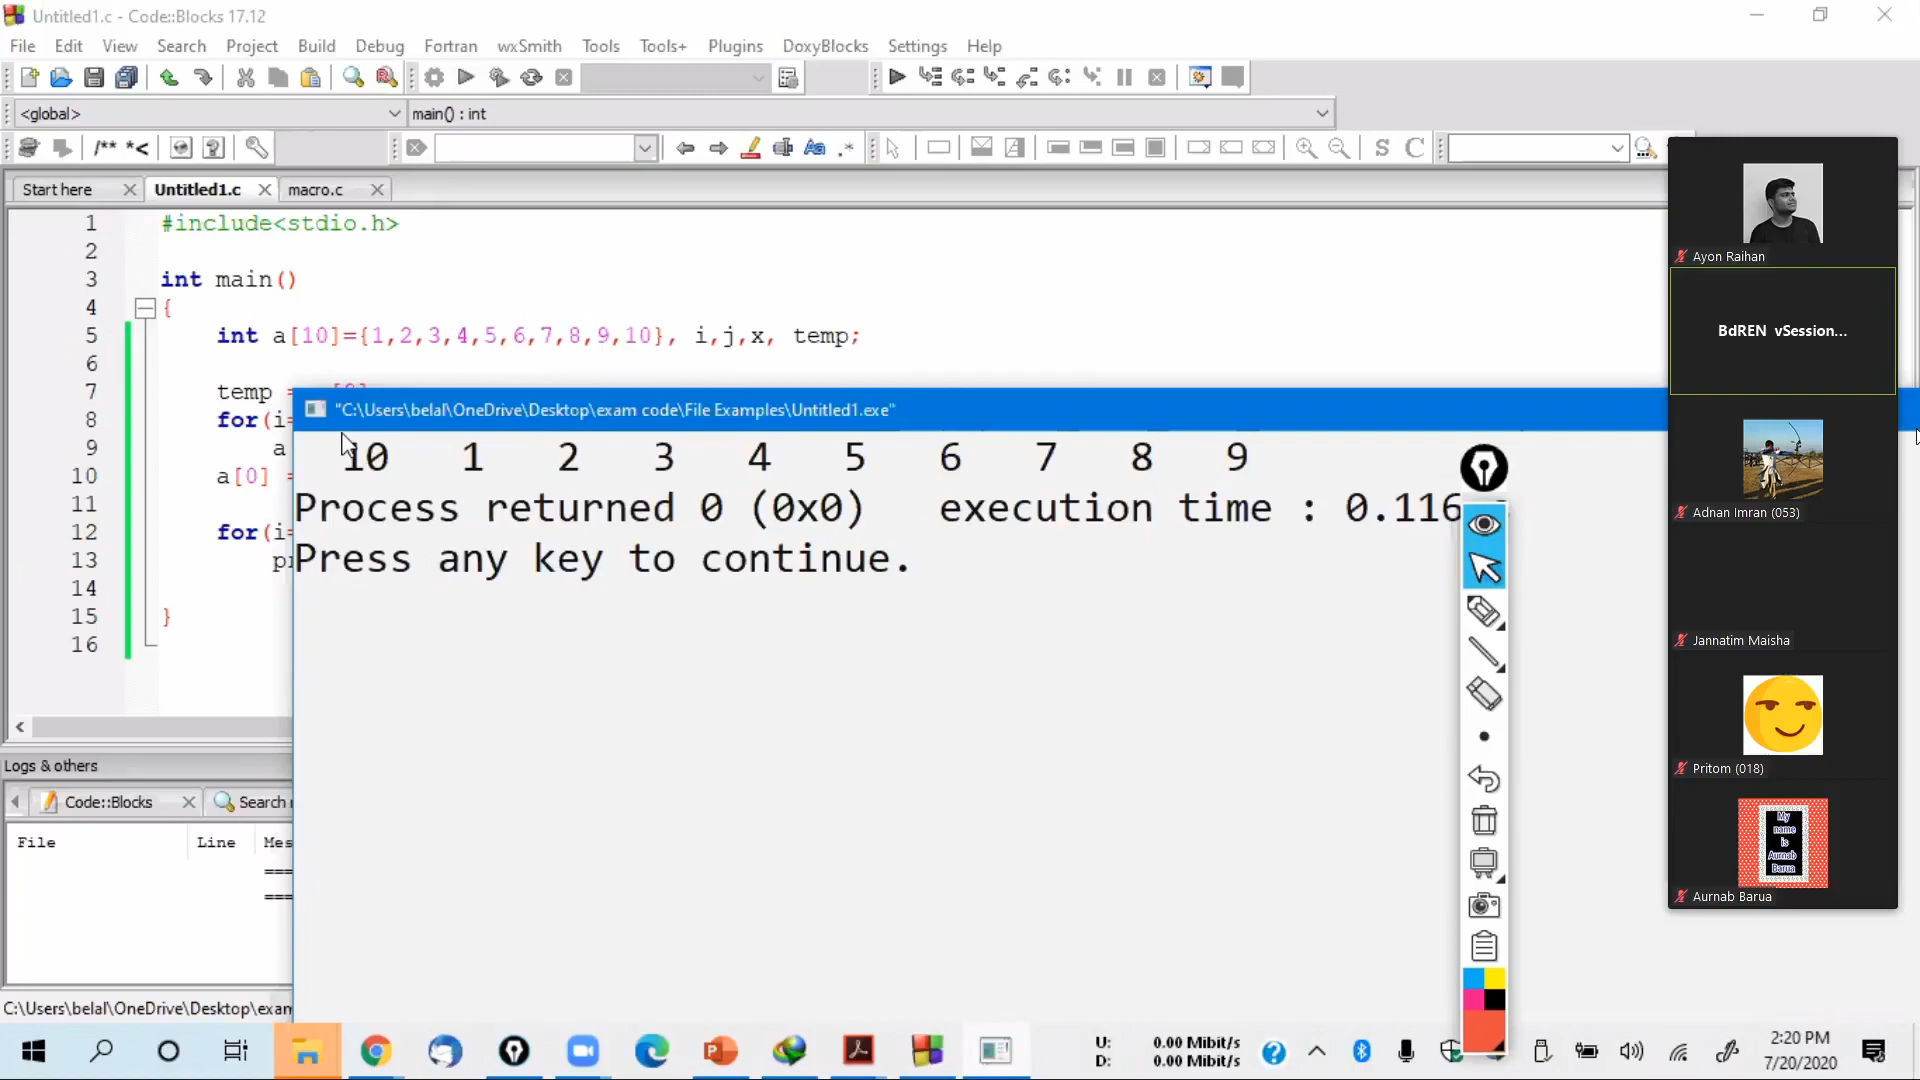 Untitled1.c - Code::Blocks 17.12
File Edit View Search Project Build Debug Fortran wxSmith Tools Tools+ Plugins DoxyBlocks Settings Help
<global>
main() : int
/** *<
S C
Start here Untitled1.c macro.c
1 #include<stdio.h>
2
3 int main()
4 {
5 int a[10]={1,2,3,4,5,6,7,8,9,10}, i,j,x, temp;
6
7 temp
8 for(i=
9 a
10 a[0] =
11
12 for(i=
13 pr
14
15 }
16
"C:\Users\belal\OneDrive\Desktop\exam code\File Examples\Untitled1.exe"
10 1 2 3 4 5 6 7 8 9
Process returned 0 (0x0) execution time : 0.116
Press any key to continue.
Ayon Raihan
BdREN vSession...
Adnan Imran (053)
Jannatim Maisha
Pritom (018)
My
name
is
Aurnab
Barua
Aurnab Barua
Logs & others
Code::Blocks Search
File Line Mes
===
===
C:\Users\belal\OneDrive\Desktop\exam
U: 0.00 Mibit/s
D: 0.00 Mibit/s
2:20 PM
7/20/2020